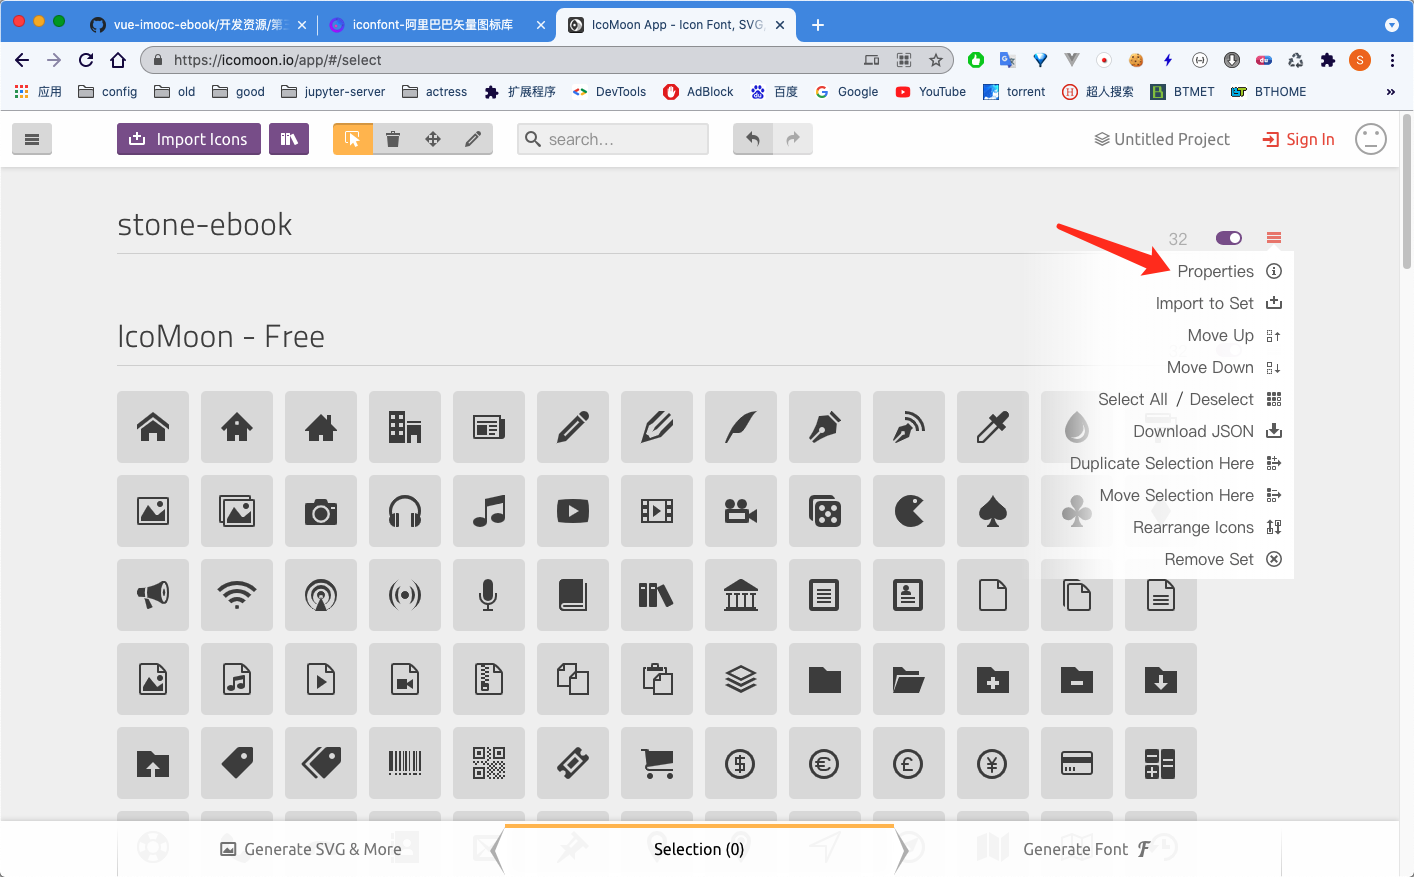 vue-imooc-ebook/开发资源/第三
iconfont-阿里巴巴矢量图标库
IcoMoon App - Icon Font, SVG,
https://icomoon.io/app/#/select
S
应用
config
old
good
jupyter-server
actress
扩展程序
DevTools
AdBlock
百度
Google
YouTube
torrent
超人搜索
BTMET
BTHOME
»
Import Icons
search...
Untitled Project
Sign In
stone-ebook
32
Properties
Import to Set
Move Up
Move Down
Select All / Deselect
Download JSON
Duplicate Selection Here
Move Selection Here
Rearrange Icons
Remove Set
IcoMoon - Free
Generate SVG & More
Selection (0)
Generate Font